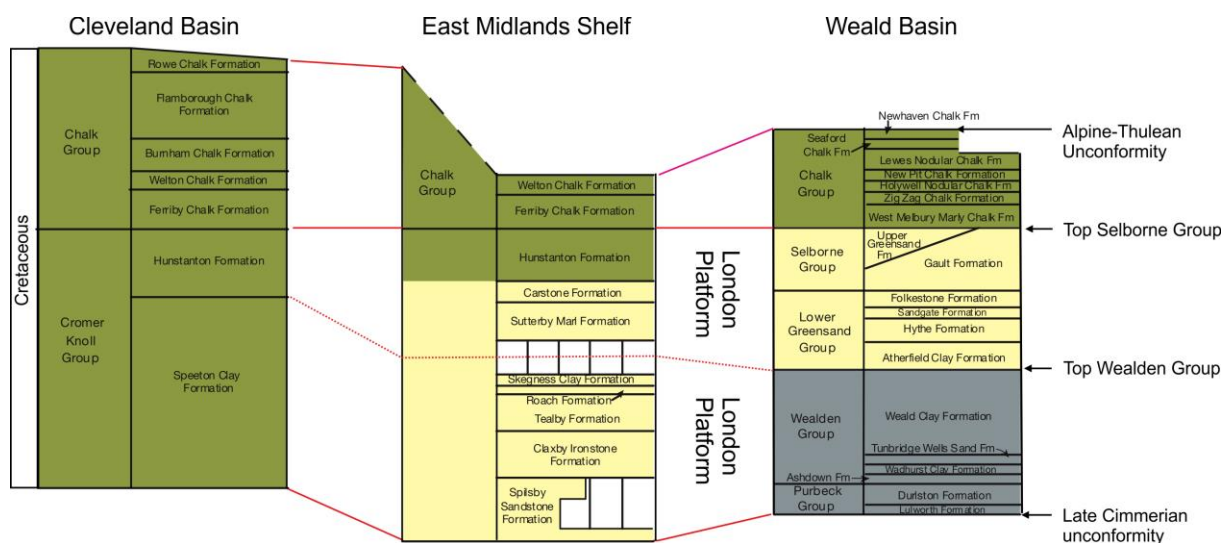 Cleveland Basin
East Midlands Shelf
Weald Basin
Cretaceous
Chalk
Group
Cromer
Knoll
Group
Rowe Chalk Formation
Flamborough Chalk
Formation
Burnham Chalk Formation
Welton Chalk Formation
Ferriby Chalk Formation
Hunstanton Formation
Speeton Clay
Formation
Chalk
Group
Welton Chalk Formation
Ferriby Chalk Formation
Hunstanton Formation
Carstone Formation
Sutterby Marl Formation
Skegness Clay Formation
Roach Formation
Tealby Formation
Claxby Ironstone
Formation
Spilsby
Sandstone
Formation
London
Platform
London
Platform
Newhaven Chalk Fm
Seaford
Chalk Fm
Chalk
Group
Lewes Nodular Chalk Fm
New Pit Chalk Formation
Holywell Nodular Chalk Fm
Zig Zag Chalk Formation
West Melbury Marly Chalk Fm
Selborne
Group
Upper
Greensand
Fm
Gault Formation
Lower
Greensand
Group
Folkestone Formation
Sandgate Formation
Hythe Formation
Atherfield Clay Formation
Wealden
Group
Weald Clay Formation
Tunbridge Wells Sand Fm
Wadhurst Clay Formation
Ashdown Fm
Purbeck
Group
Durlston Formation
Lulworth Formation
Alpine-Thulean
Unconformity
Top Selborne Group
Top Wealden Group
Late Cimmerian
unconformity